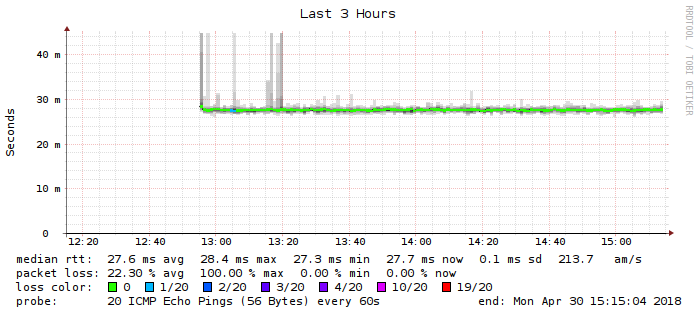 Last 3 Hours
RRDTOOL / TOBI OETIKER
Seconds
40 m
30 m
20 m
10 m
0
12:20 12:40 13:00 13:20 13:40 14:00 14:20 14:40 15:00
median rtt: 27.6 ms avg 28.4 ms max 27.3 ms min 27.7 ms now 0.1 ms sd 213.7 am/s
packet loss: 22.30 % avg 100.00 % max 0.00 % min 0.00 % now
loss color: 0 1/20 2/20 3/20 4/20 10/20 19/20
probe: 20 ICMP Echo Pings (56 Bytes) every 60s end: Mon Apr 30 15:15:04 2018